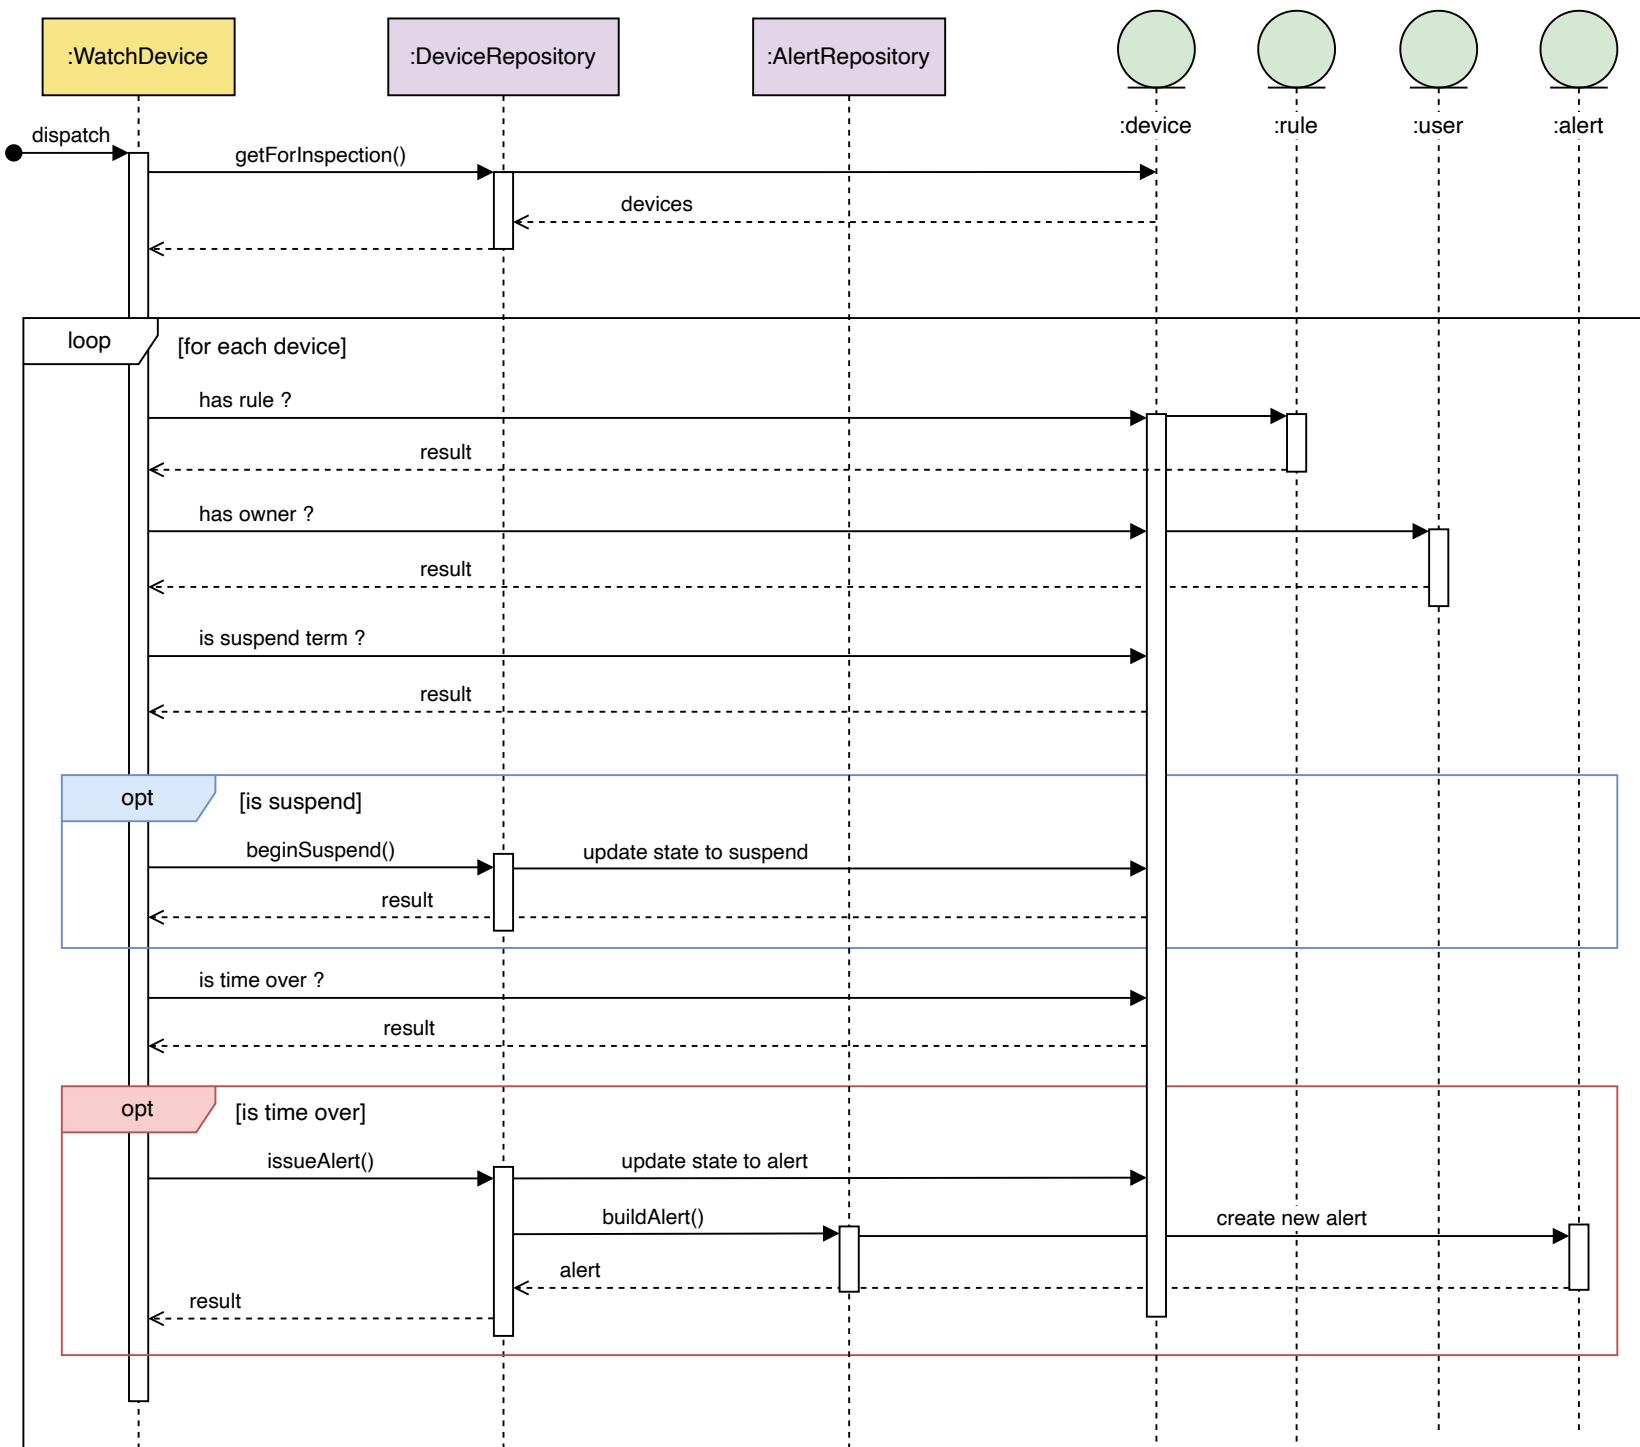 :WatchDevice
:DeviceRepository
:AlertRepository
:device
:rule
:user
:alert
dispatch
getForInspection()
devices
loop
[for each device]
has rule ?
result
has owner ?
result
is suspend term ?
result
opt
[is suspend]
beginSuspend()
update state to suspend
result
is time over ?
result
opt
[is time over]
issueAlert()
update state to alert
buildAlert()
create new alert
alert
result